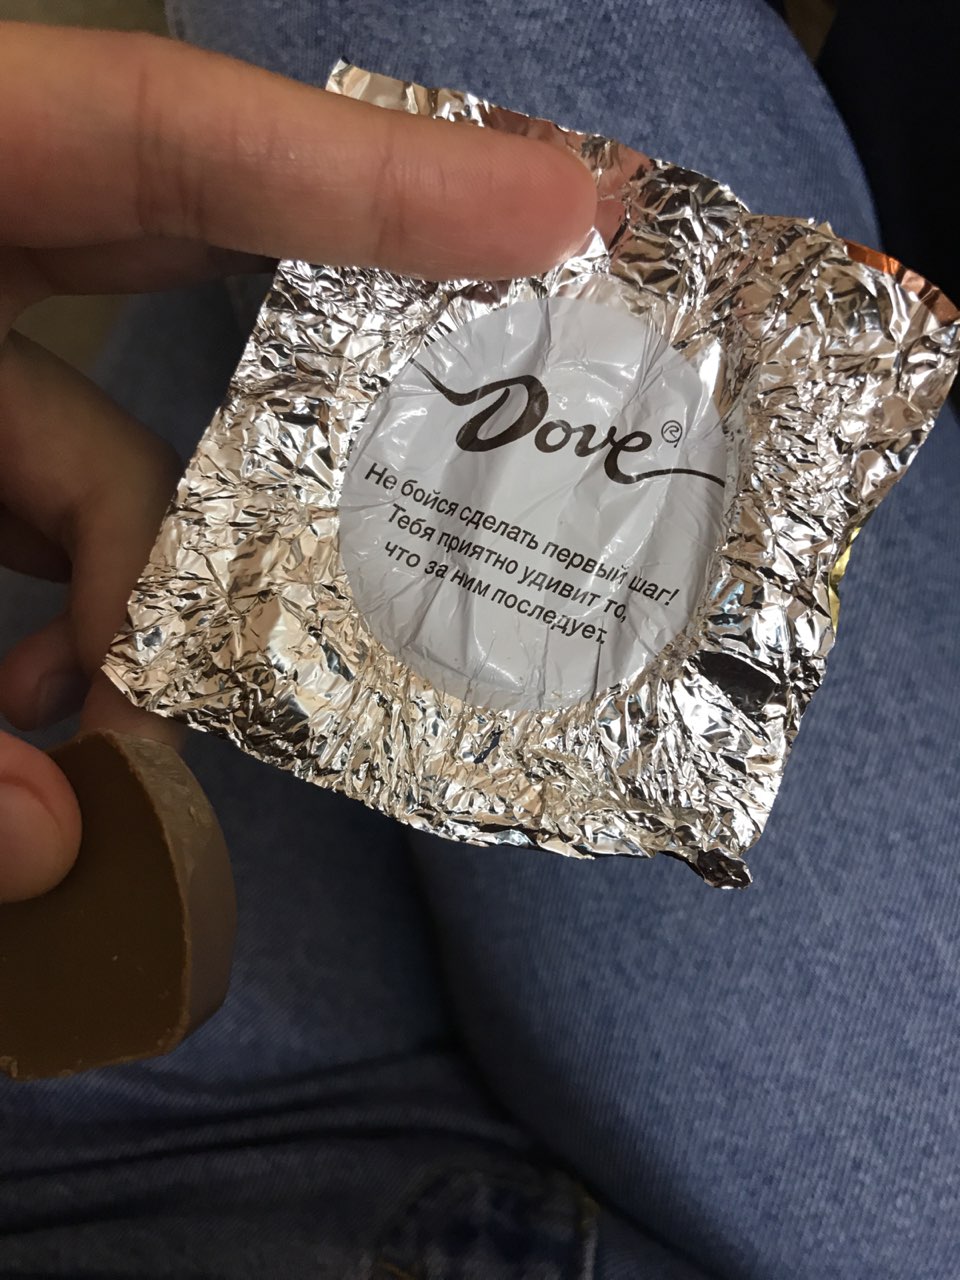 Dove®
Не бойся сделать первый шаг!
Тебя приятно удивит то,
что за ним последует.